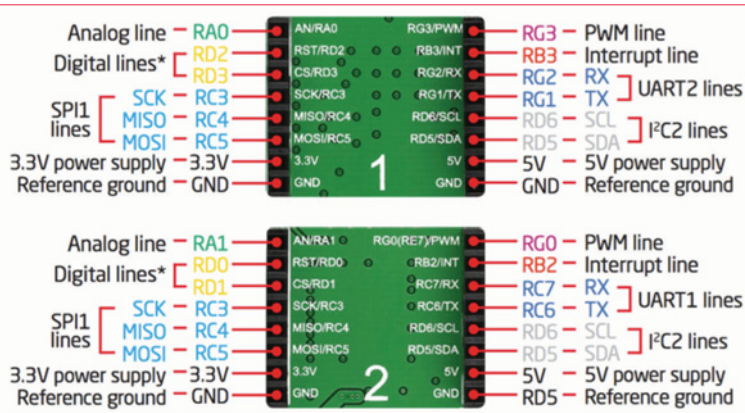 Analog line – RA0 AN/RA0 RG3/PWM RG3 – PWM line
Digital lines* RD2 RST/RD2 RB3/INT RB3 – Interrupt line
RD3 CS/RD3 RG2/RX RG2 – RX UART2 lines
SPI1 lines SCK – RC3 SCK/RC3 RG1/TX RG1 – TX
MISO – RC4 MISO/RC4 RD6/SCL RD6 – SCL I²C2 lines
MOSI – RC5 MOSI/RC5 RD5/SDA RD5 – SDA
3.3V power supply – 3.3V 3.3V 1 5V 5V – 5V power supply
Reference ground – GND GND GND GND – Reference ground
Analog line – RA1 AN/RA1 RG0(RE7)/PWM RG0 – PWM line
Digital lines* RD0 RST/RD0 RB2/INT RB2 – Interrupt line
RD1 CS/RD1 RC7/RX RC7 – RX UART1 lines
SPI1 lines SCK – RC3 SCK/RC3 RC6/TX RC6 – TX
MISO – RC4 MISO/RC4 RD6/SCL RD6 – SCL I²C2 lines
MOSI – RC5 MOSI/RC5 RD5/SDA RD5 – SDA
3.3V power supply – 3.3V 3.3V 2 5V 5V – 5V power supply
Reference ground – GND GND GND RD5 – Reference ground